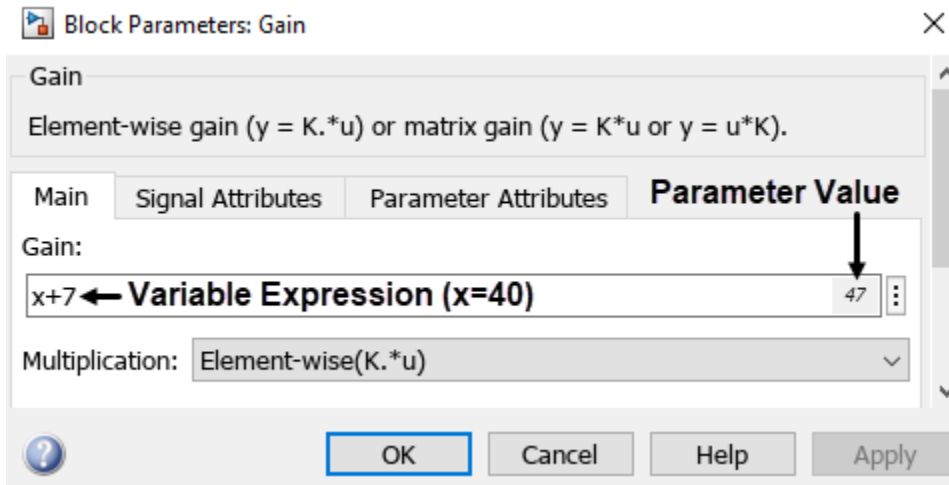 Block Parameters: Gain
Gain
Element-wise gain (y = K.*u) or matrix gain (y = K*u or y = u*K).
Main Signal Attributes Parameter Attributes Parameter Value
Gain:
x+7 Variable Expression (x=40) 47
Multiplication: Element-wise(K.*u)
? OK Cancel Help Apply